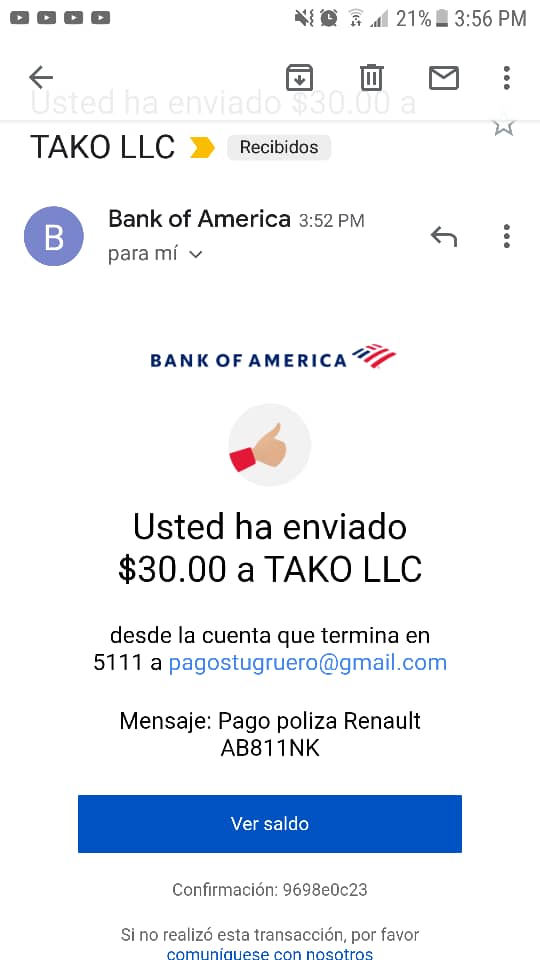 21% 3:56 PM
Usted ha enviado $30.00 a
TAKO LLC Recibidos
B
Bank of America 3:52 PM
para mí
BANK OF AMERICA
Usted ha enviado
$30.00 a TAKO LLC
desde la cuenta que termina en
5111 a pagostugruero@gmail.com
Mensaje: Pago poliza Renault
AB811NK
Ver saldo
Confirmación: 9698e0c23
Si no realizó esta transacción, por favor
comuníquese con nosotros